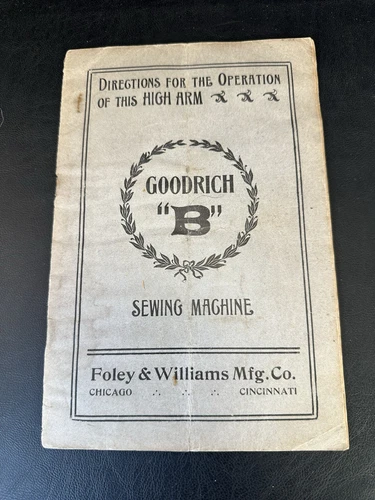 Directions for the Operation
of this HIGH ARM
GOODRICH
"B"
SEWING MACHINE
Foley & Williams Mfg. Co.
CHICAGO ∴ ∴ ∴ CINCINNATI